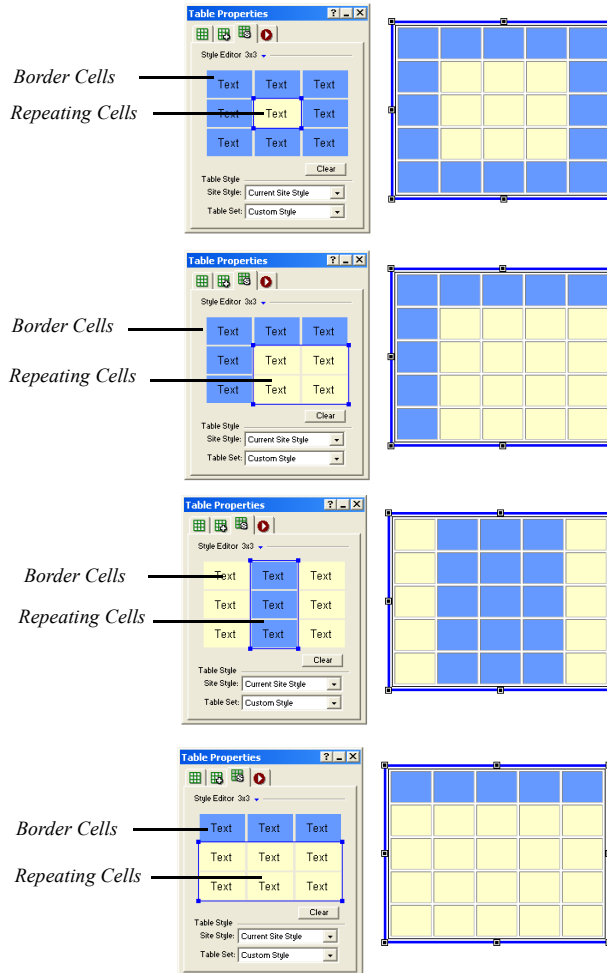 Table Properties ? _ X
Style Editor 3x3
Border Cells
Text Text Text
Repeating Cells
Text Text Text
Text Text Text
Clear
Table Style
Site Style: Current Site Style
Table Set: Custom Style
Table Properties ? _ X
Style Editor 3x3
Border Cells
Text Text Text
Text Text Text
Repeating Cells
Text Text Text
Clear
Table Style
Site Style: Current Site Style
Table Set: Custom Style
Table Properties ? _ X
Style Editor 3x3
Border Cells
Text Text Text
Text Text Text
Repeating Cells
Text Text Text
Clear
Table Style
Site Style: Current Site Style
Table Set: Custom Style
Table Properties ? _ X
Style Editor 3x3
Border Cells
Text Text Text
Text Text Text
Repeating Cells
Text Text Text
Clear
Table Style
Site Style: Current Site Style
Table Set: Custom Style